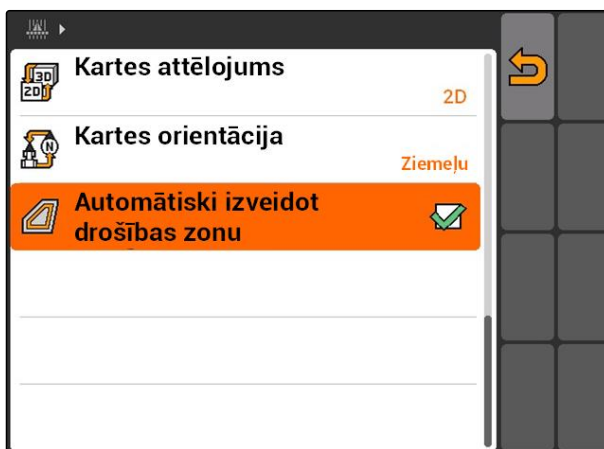 Kartes attēlojums
2D
Kartes orientācija
Ziemeļu
Automātiski izveidot
drošības zonu